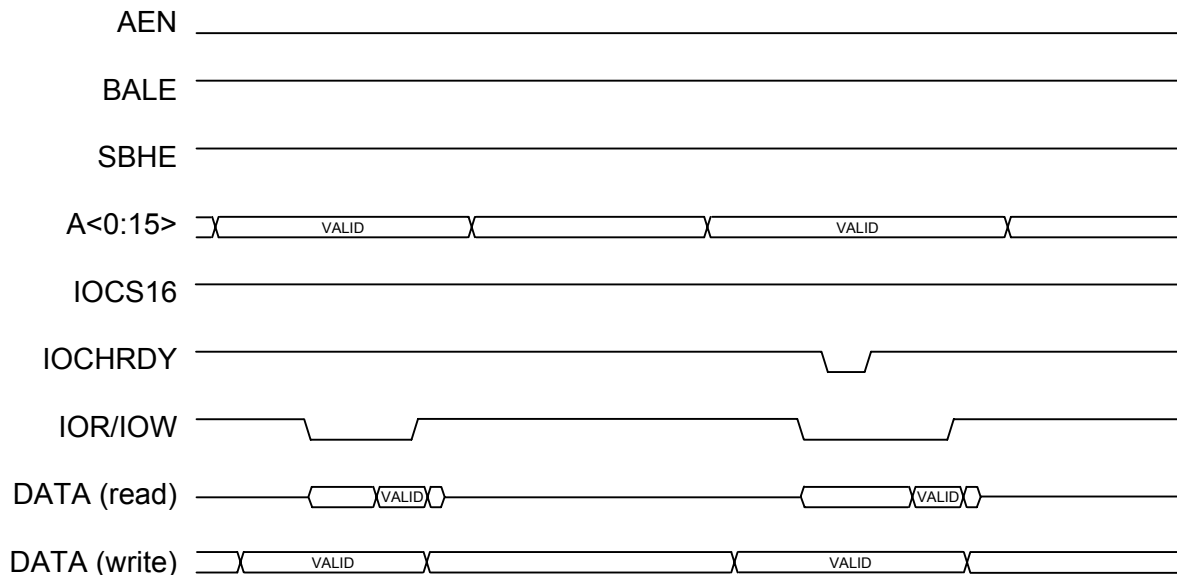 AEN
BALE
SBHE
A<0:15> VALID VALID
IOCS16
IOCHRDY
IOR/IOW
DATA (read) VALID VALID
DATA (write) VALID VALID